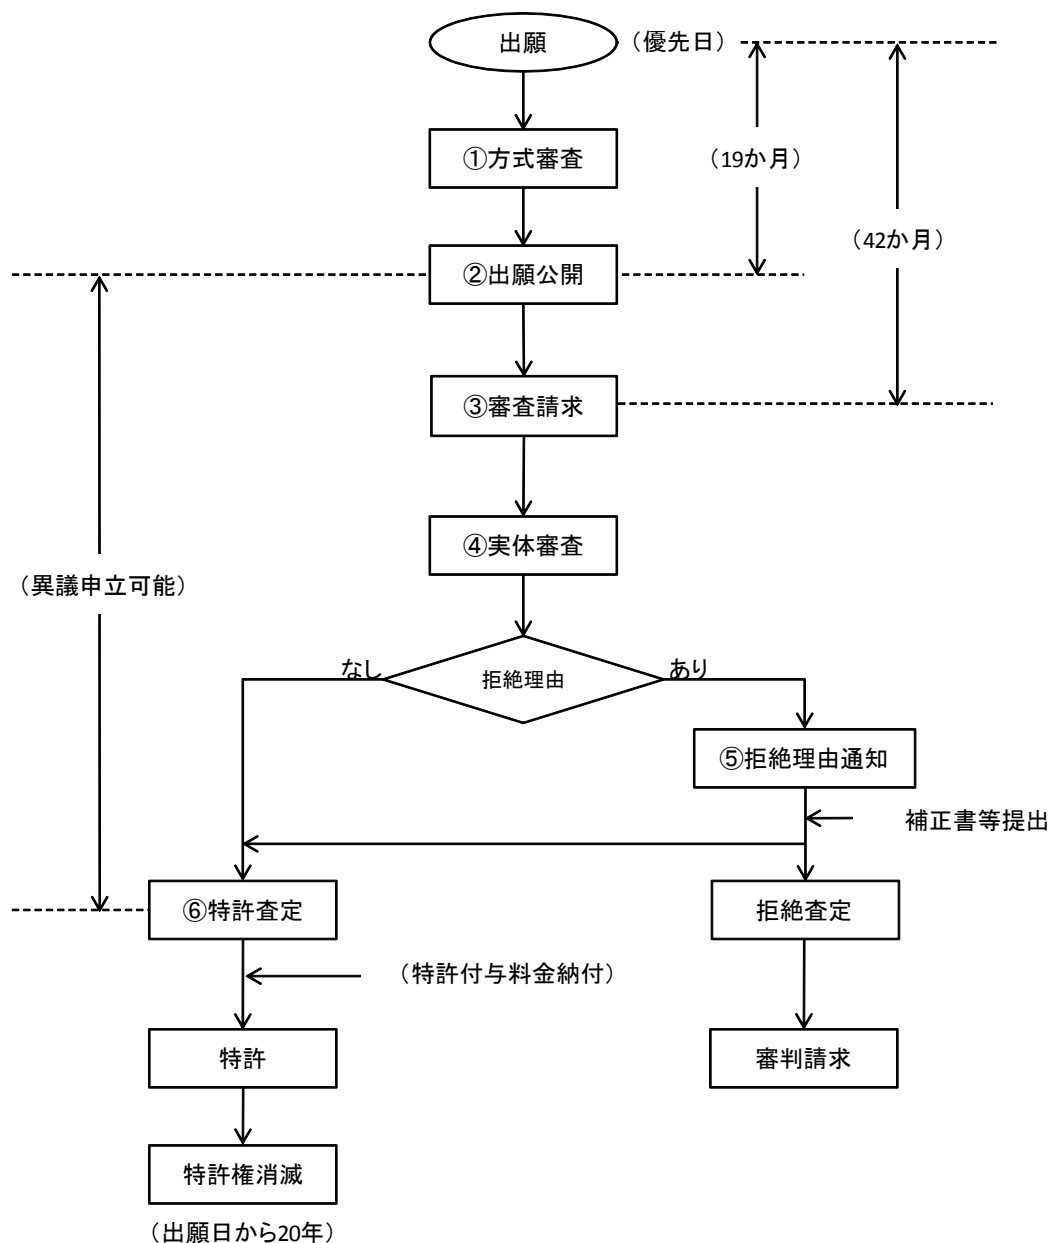 出願
（優先日）
①方式審査
（19か月）
（42か月）
②出願公開
③審査請求
④実体審査
（異議申立可能）
なし
拒絶理由
あり
⑤拒絶理由通知
補正書等提出
⑥特許査定
拒絶査定
（特許付与料金納付）
特許
審判請求
特許権消滅
（出願日から20年）